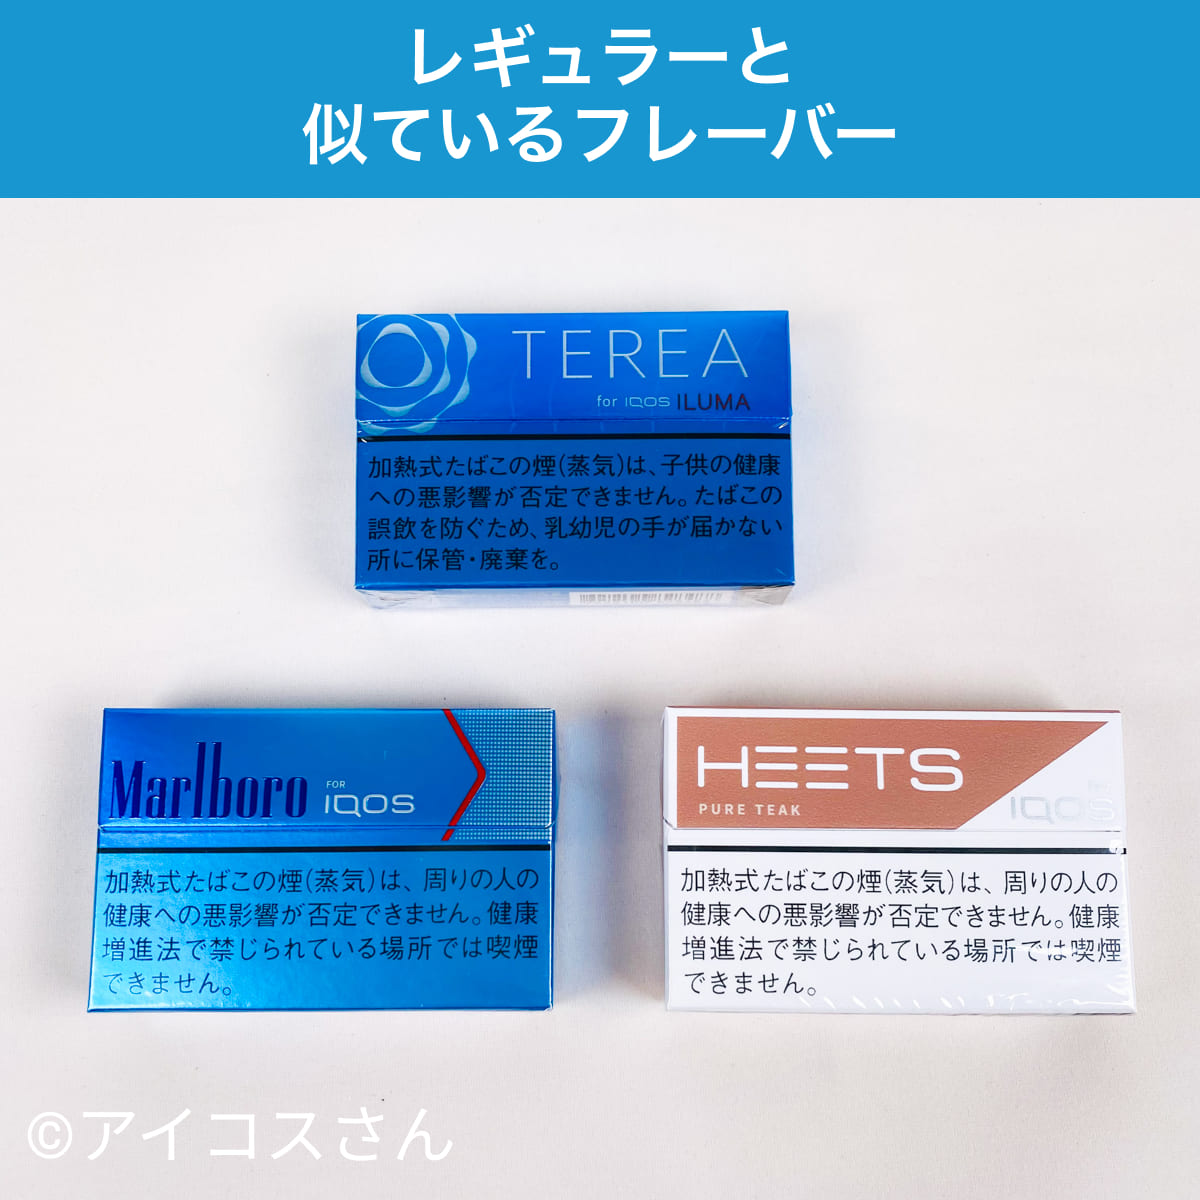 レギュラーと
似ているフレーバー
TEREA
for IQOS ILUMA
加熱式たばこの煙(蒸気)は、子供の健康
への悪影響が否定できません。たばこの
誤飲を防ぐため、乳幼児の手が届かない
所に保管・廃棄を。
Marlboro FOR IQOS
加熱式たばこの煙(蒸気)は、周りの人の
健康への悪影響が否定できません。健康
増進法で禁じられている場所では喫煙
できません。
HEETS
PURE TEAK
FOR
IQOS
加熱式たばこの煙(蒸気)は、周りの人の
健康への悪影響が否定できません。健康
増進法で禁じられている場所では喫煙
できません。
©アイコスさん